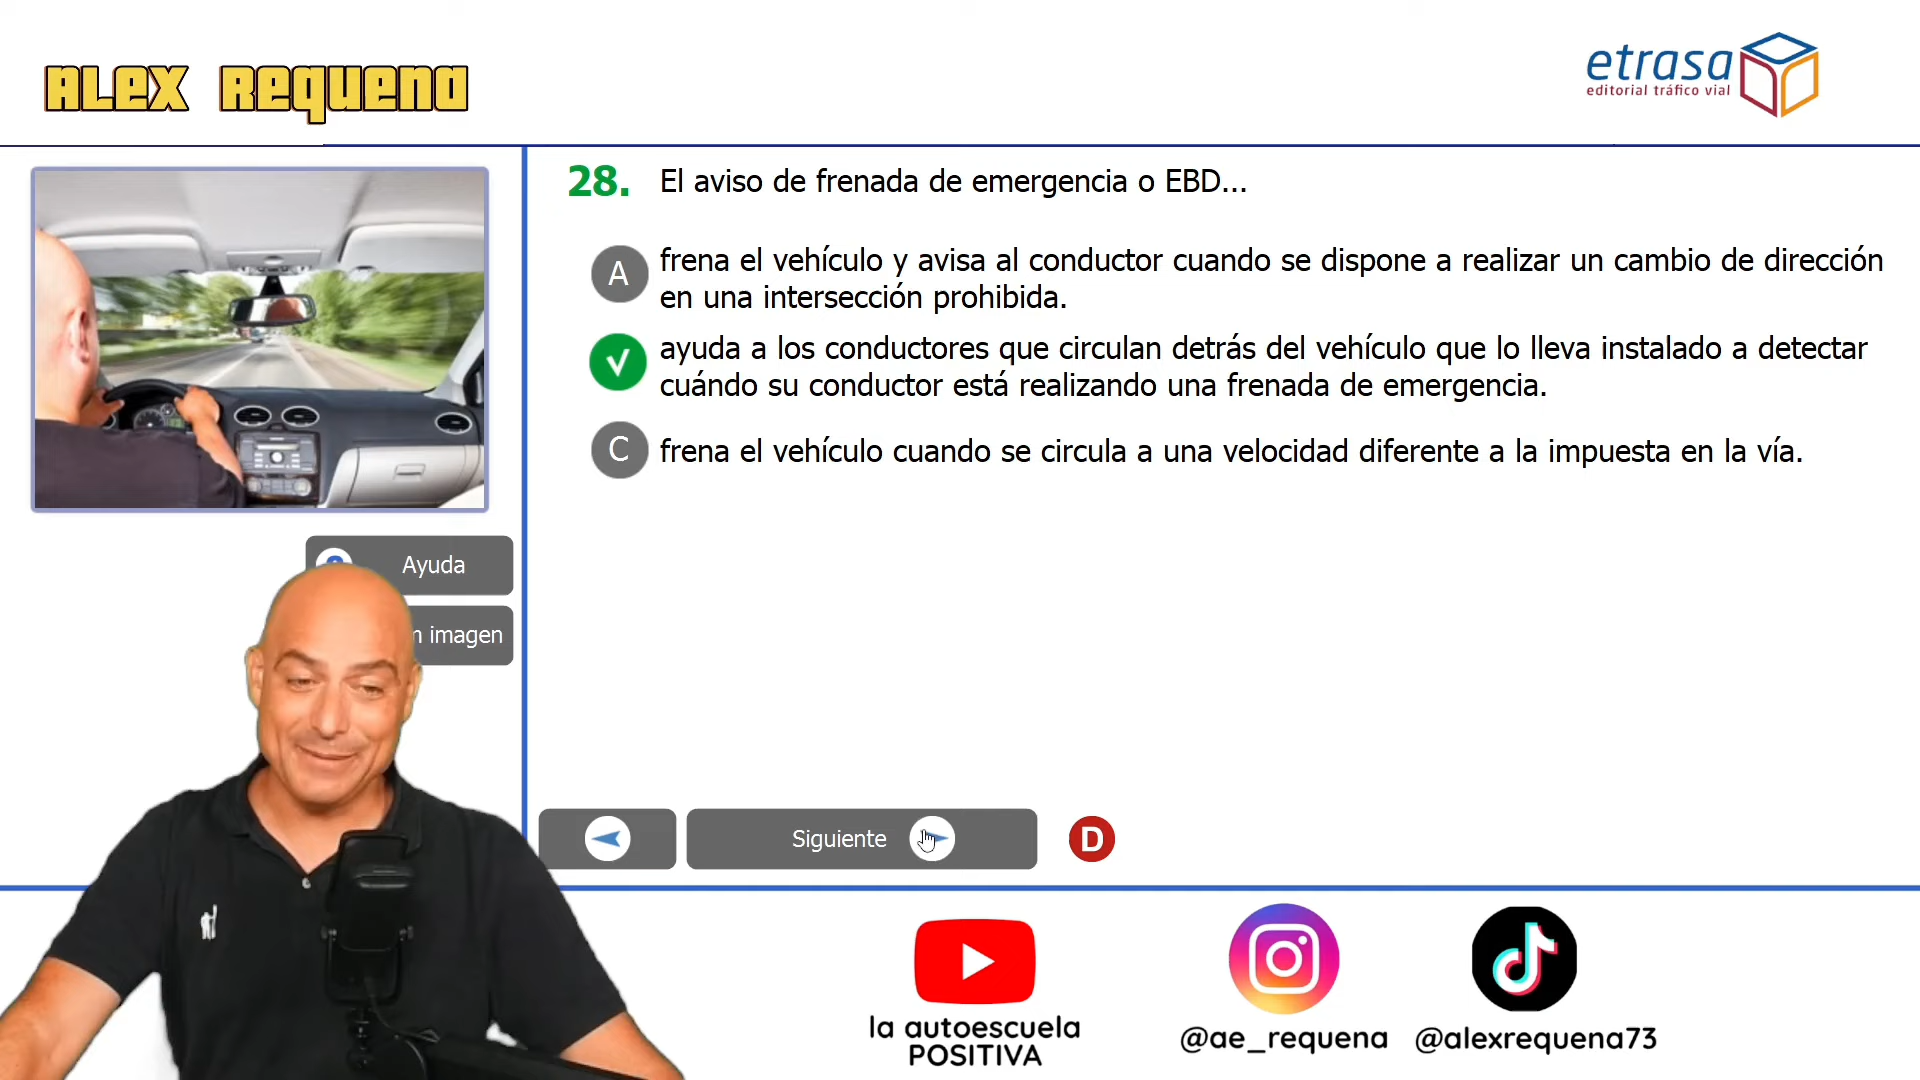 ALEX REQUENA
etrasa
editorial tráfico vial
28. El aviso de frenada de emergencia o EBD...
A frena el vehículo y avisa al conductor cuando se dispone a realizar un cambio de dirección
en una intersección prohibida.
ayuda a los conductores que circulan detrás del vehículo que lo lleva instalado a detectar
cuándo su conductor está realizando una frenada de emergencia.
C frena el vehículo cuando se circula a una velocidad diferente a la impuesta en la vía.
Ayuda
imagen
Siguiente
D
la autoescuela
POSITIVA
@ae_requena
@alexrequena73